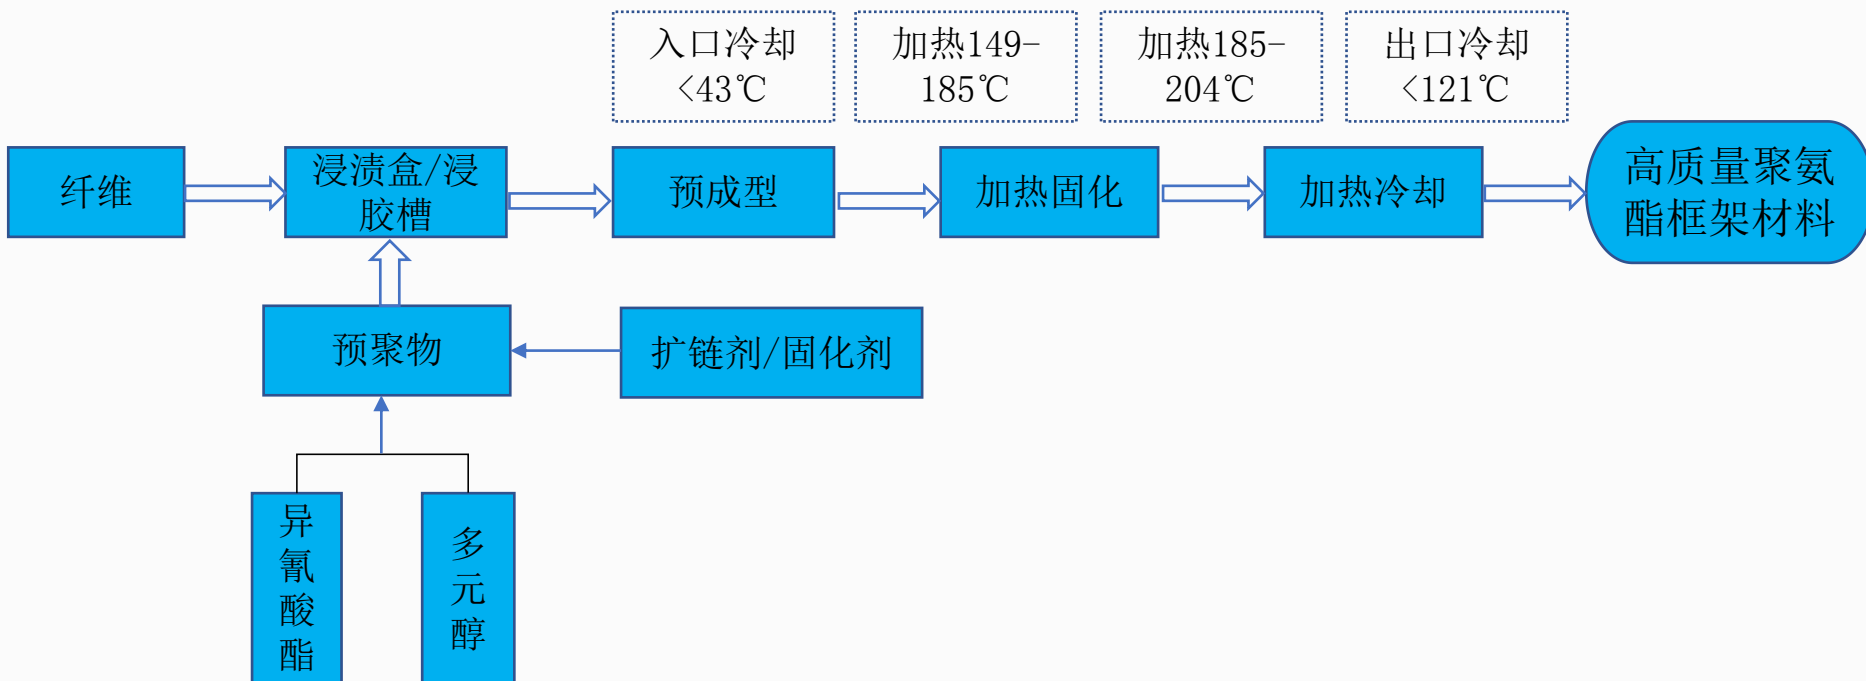 入口冷却
<43℃
加热149-
185℃
加热185-
204℃
出口冷却
<121℃
纤维
浸渍盒/浸
胶槽
预成型
加热固化
加热冷却
高质量聚氨
酯框架材料
预聚物
扩链剂/固化剂
异
氰
酸
酯
多
元
醇